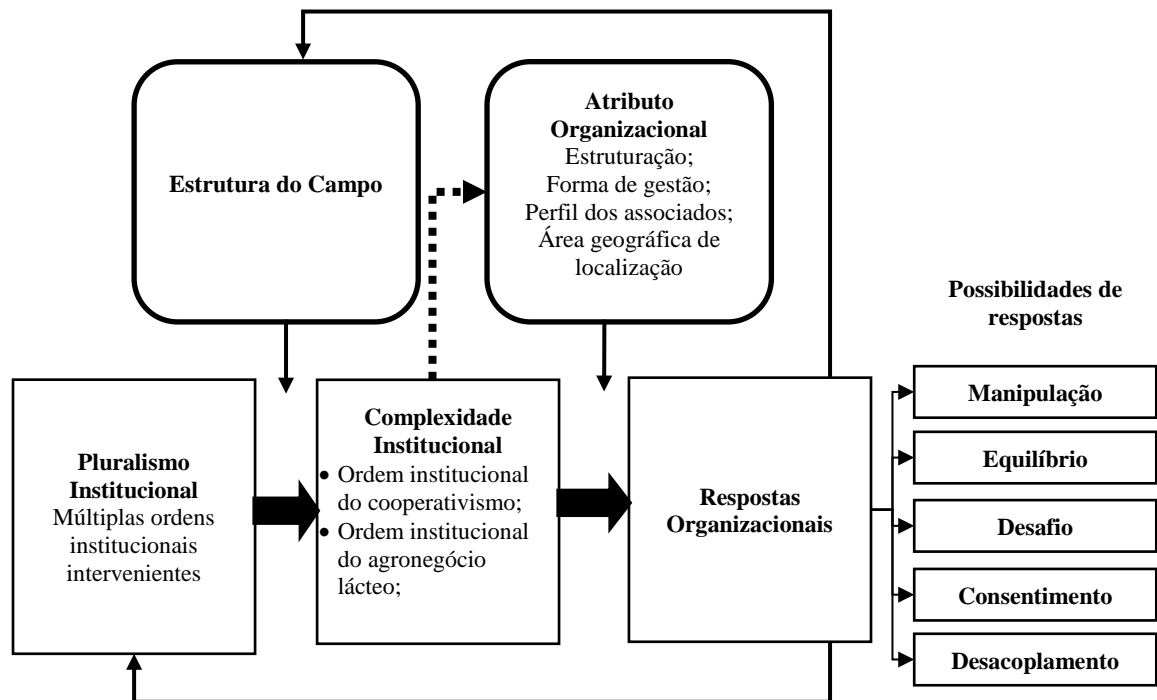 Estrutura do Campo
Atributo
Organizacional
Estruturação;
Forma de gestão;
Perfil dos associados;
Área geográfica de
localização
Possibilidades de
respostas
Pluralismo
Institucional
Múltiplas ordens
institucionais
intervenientes
Complexidade
Institucional
• Ordem institucional
do cooperativismo;
• Ordem institucional
do agronegócio
lácteo;
Respostas
Organizacionais
Manipulação
Equilíbrio
Desafio
Consentimento
Desacoplamento